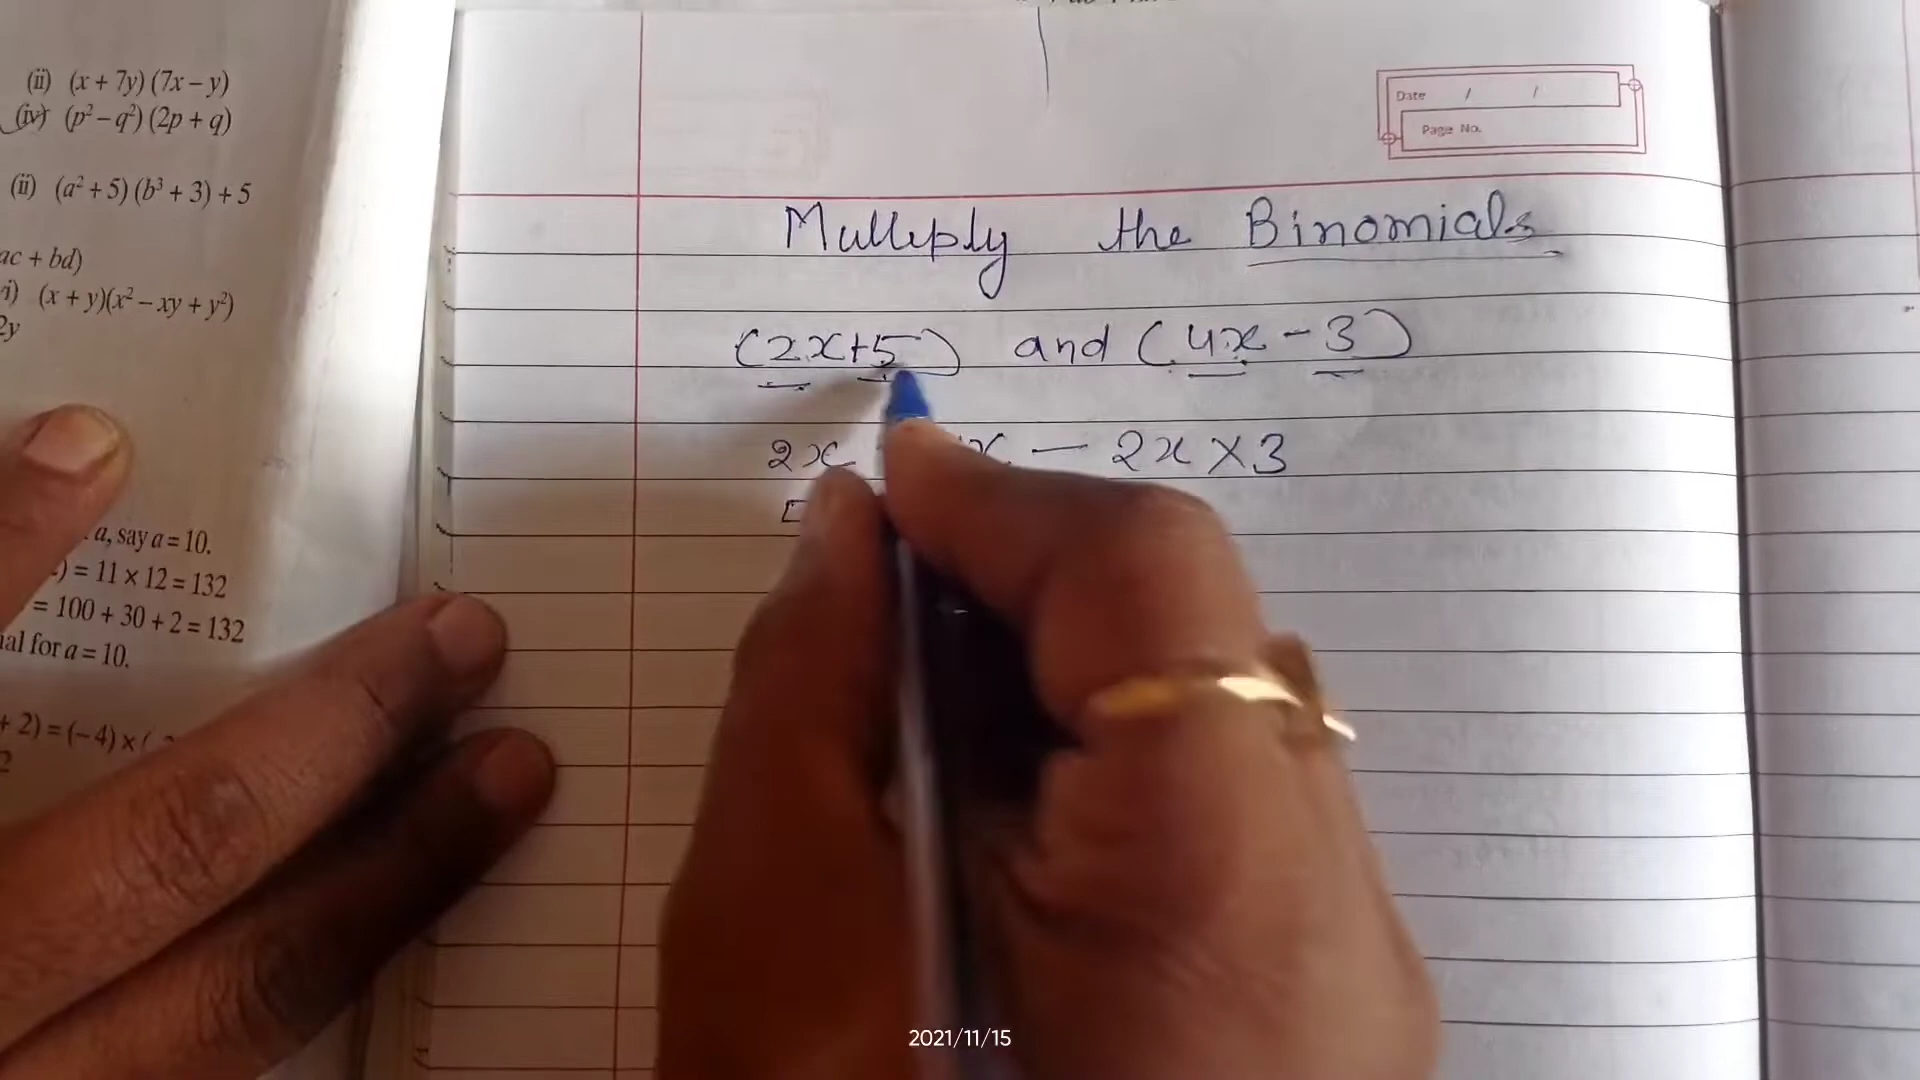 (ii) (x + 7y) (7x – y)
(iv) (p² – q²) (2p + q)
(ii) (a² + 5) (b³ + 3) + 5
ac + bd)
i) (x + y)(x² – xy + y²)
2y
a, say a = 10.
) = 11 × 12 = 132
= 100 + 30 + 2 = 132
for a = 10.
+ 2) = (– 4) × (
2
Date / /
Page No.
Multiply the Binomials
(2x+5) and (4x - 3)
2x x — 2x × 3
2021/11/15